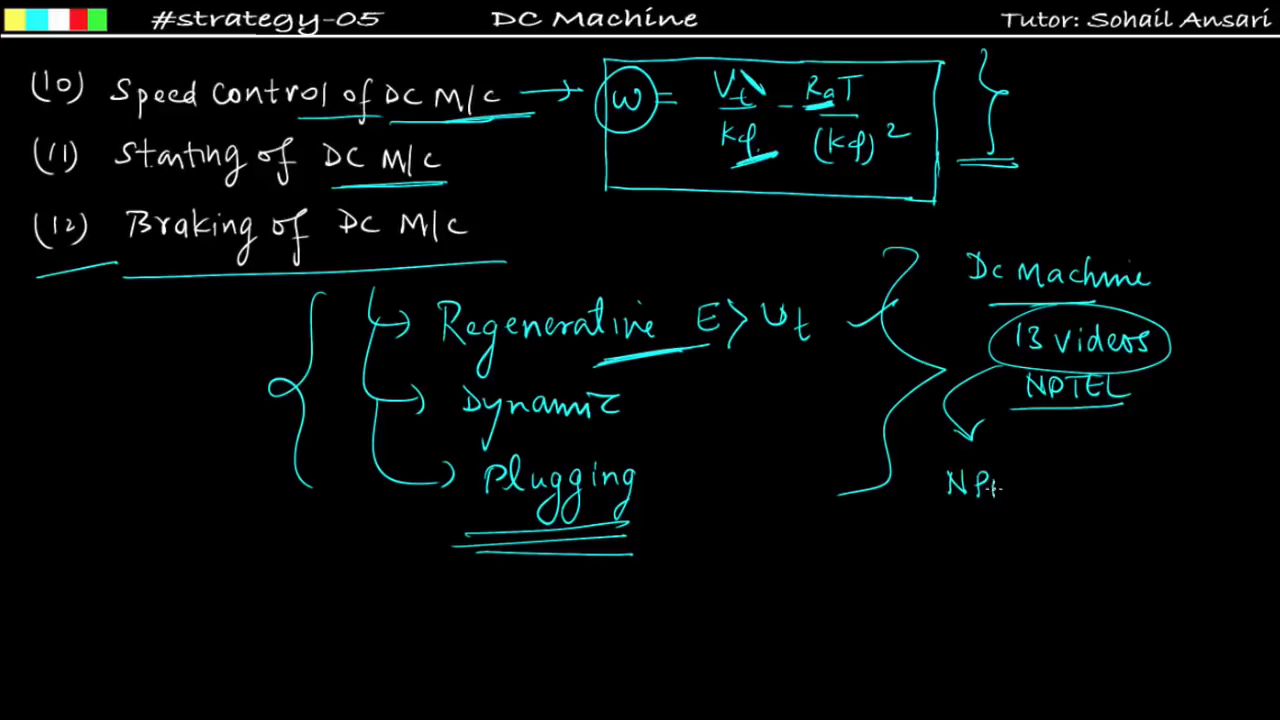 #strategy-05 DC Machine Tutor: Sohail Ansari
(10) Speed Control of DC M/C → ω = Vt/kφ - RaT/(kφ)²
(11) Starting of DC M/C
(12) Braking of DC M/C
→ Regenerative E > Vt
→ Dynamic
→ Plugging
DC Machine
13 videos
NPTEL
NP